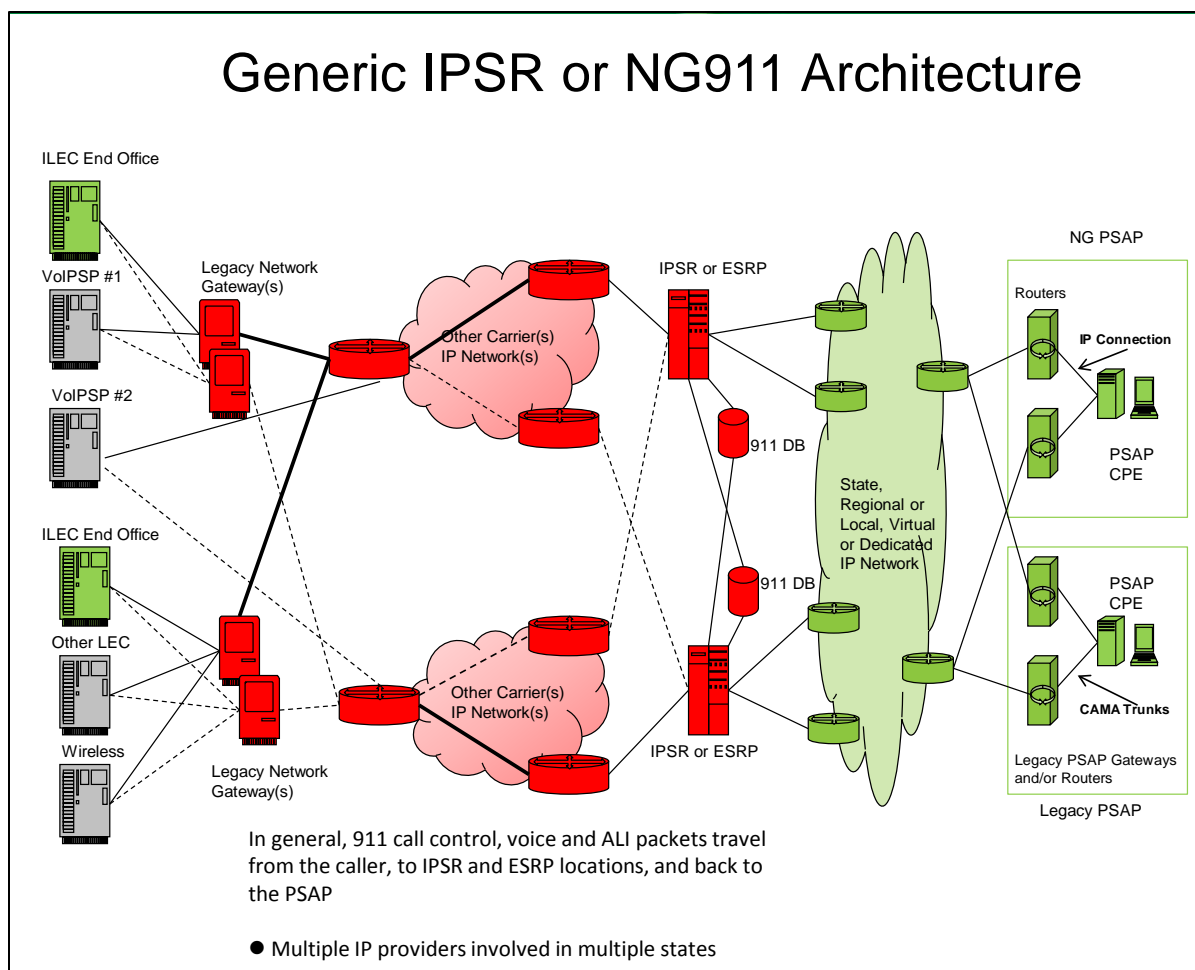 Generic IPSR or NG911 Architecture
ILEC End Office
VoIPSP #1
Legacy Network
Gateway(s)
VoIPSP #2
ILEC End Office
Other LEC
Wireless
Legacy Network
Gateway(s)
Other Carrier(s)
IP Network(s)
Other Carrier(s)
IP Network(s)
IPSR or ESRP
911 DB
911 DB
IPSR or ESRP
State,
Regional or
Local, Virtual
or Dedicated
IP Network
NG PSAP
Routers
IP Connection
PSAP
CPE
PSAP
CPE
CAMA Trunks
Legacy PSAP Gateways
and/or Routers
Legacy PSAP
In general, 911 call control, voice and ALI packets travel
from the caller, to IPSR and ESRP locations, and back to
the PSAP
● Multiple IP providers involved in multiple states